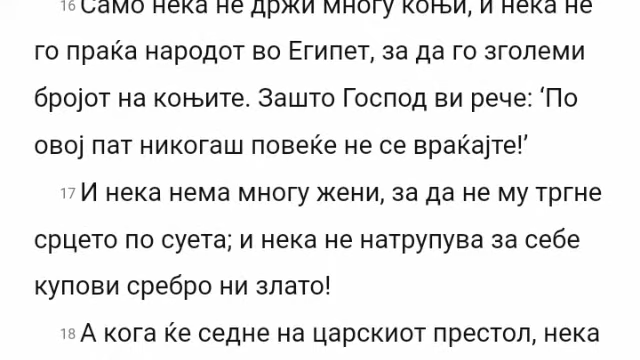 16 Само нека не држи многу коњи, и нека не
го праќа народот во Египет, за да го зголеми
бројот на коњите. Зашто Господ ви рече: ‘По
овој пат никогаш повеќе не се враќајте!’
17 И нека нема многу жени, за да не му тргне
срцето по суета; и нека не натрупува за себе
купови сребро ни злато!
18 А кога ќе седне на царскиот престол, нека